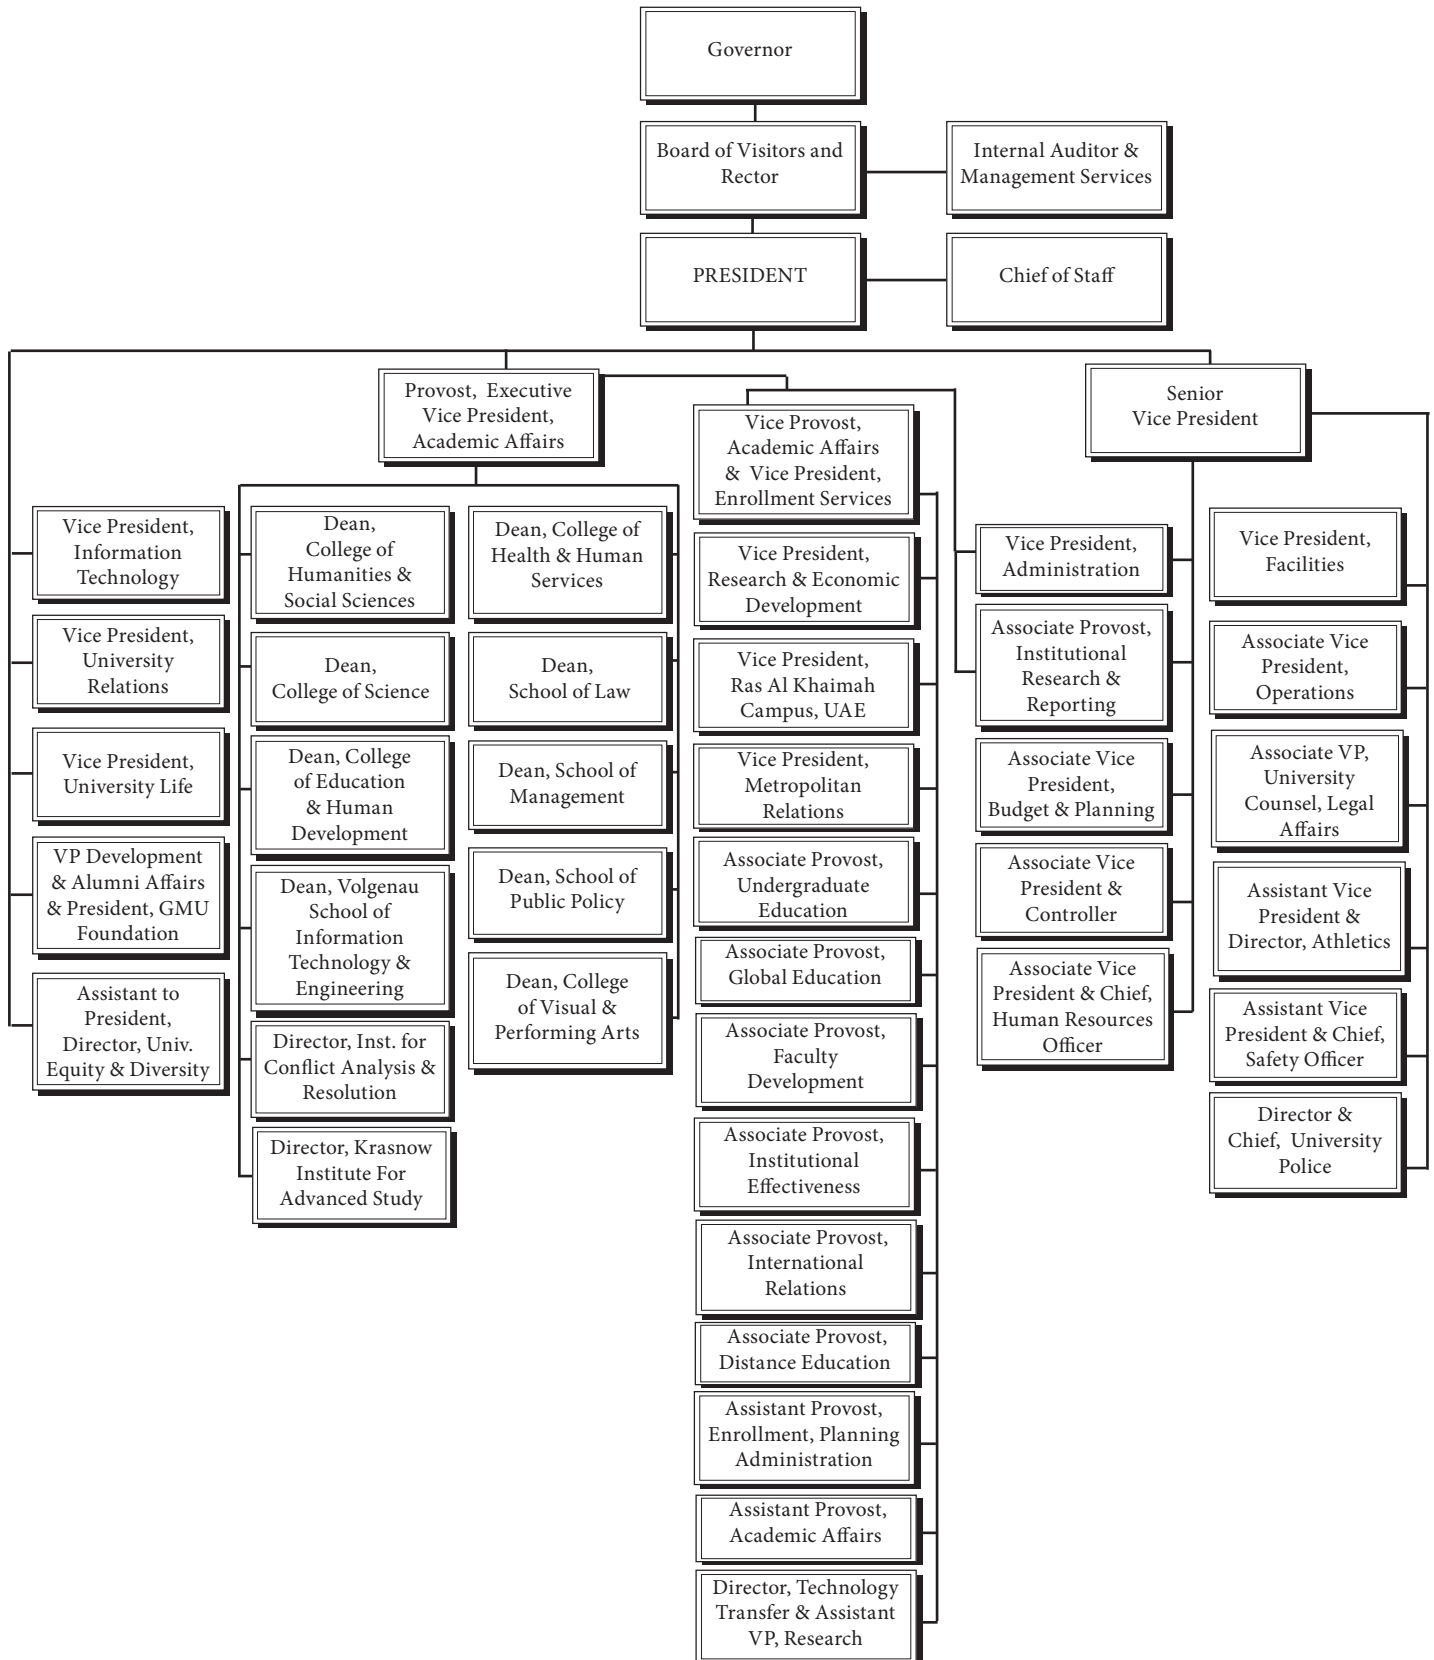 Governor
Board of Visitors and
Rector
Internal Auditor &
Management Services
PRESIDENT
Chief of Staff
Provost, Executive
Vice President,
Academic Affairs
Senior
Vice President
Vice President,
Information
Technology
Vice President,
University
Relations
Vice President,
University Life
VP Development
& Alumni Affairs
& President, GMU
Foundation
Assistant to
President,
Director, Univ.
Equity & Diversity
Dean,
College of
Humanities &
Social Sciences
Dean,
College of Science
Dean, College
of Education
& Human
Development
Dean, Volgenau
School of
Information
Technology &
Engineering
Director, Inst. for
Conflict Analysis &
Resolution
Director, Krasnow
Institute For
Advanced Study
Dean, College of
Health & Human
Services
Dean,
School of Law
Dean, School of
Management
Dean, School of
Public Policy
Dean, College
of Visual &
Performing Arts
Vice Provost,
Academic Affairs
& Vice President,
Enrollment Services
Vice President,
Research & Economic
Development
Vice President,
Ras Al Khaimah
Campus, UAE
Vice President,
Metropolitan
Relations
Associate Provost,
Undergraduate
Education
Associate Provost,
Global Education
Associate Provost,
Faculty
Development
Associate Provost,
Institutional
Effectiveness
Associate Provost,
International
Relations
Associate Provost,
Distance Education
Assistant Provost,
Enrollment, Planning
Administration
Assistant Provost,
Academic Affairs
Director, Technology
Transfer & Assistant
VP, Research
Vice President,
Administration
Associate Provost,
Institutional
Research &
Reporting
Associate Vice
President,
Budget & Planning
Associate Vice
President &
Controller
Associate Vice
President & Chief,
Human Resources
Officer
Vice President,
Facilities
Associate Vice
President,
Operations
Associate VP,
University
Counsel, Legal
Affairs
Assistant Vice
President &
Director, Athletics
Assistant Vice
President & Chief,
Safety Officer
Director &
Chief, University
Police